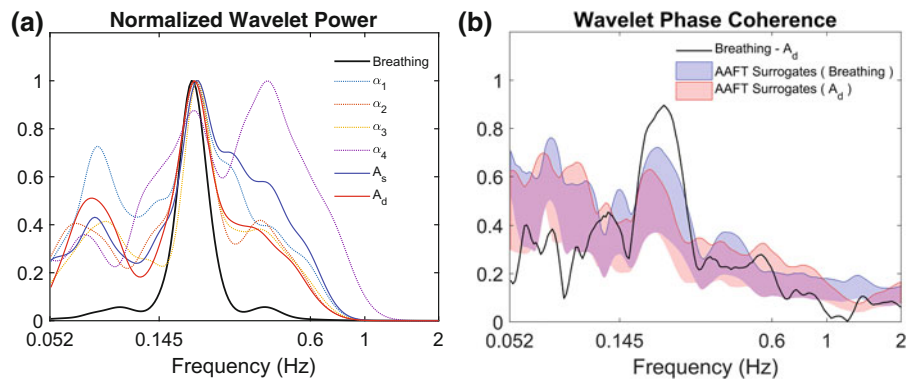 (a)
Normalized Wavelet Power
1
0.8
0.6
0.4
0.2
0
0.052
0.145
0.6
1
2
Frequency (Hz)
Breathing
α1
α2
α3
α4
As
Ad
(b)
Wavelet Phase Coherence
1
0.8
0.6
0.4
0.2
0
0.052
0.145
0.6
1
2
Frequency (Hz)
Breathing - Ad
AAFT Surrogates ( Breathing )
AAFT Surrogates ( Ad )